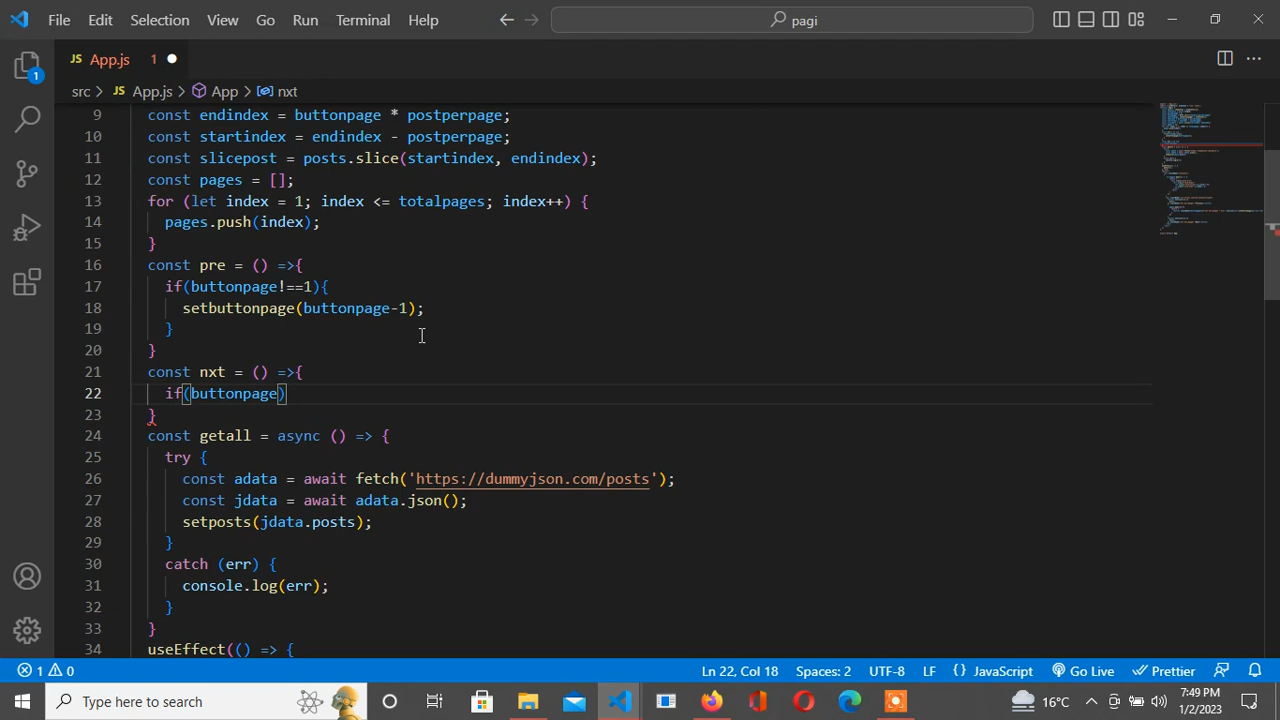 File Edit Selection View Go Run Terminal Help
pagi
JS App.js 1
src > JS App.js > App > nxt
1
9 const endindex = buttonpage * postperpage;
10 const startindex = endindex - postperpage;
11 const slicepost = posts.slice(startindex, endindex);
12 const pages = [];
13 for (let index = 1; index <= totalpages; index++) {
14 pages.push(index);
15 }
16 const pre = () =>{
17 if(buttonpage!==1){
18 setbuttonpage(buttonpage-1);
19 }
20 }
21 const nxt = () =>{
22 if(buttonpage)
23 }
24 const getall = async () => {
25 try {
26 const adata = await fetch('https://dummyjson.com/posts');
27 const jdata = await adata.json();
28 setposts(jdata.posts);
29 }
30 catch (err) {
31 console.log(err);
32 }
33 }
34 useEffect(() => {
1 0 Ln 22, Col 18 Spaces: 2 UTF-8 LF {} JavaScript Go Live Prettier
Type here to search 16°C 7:49 PM
1/2/2023